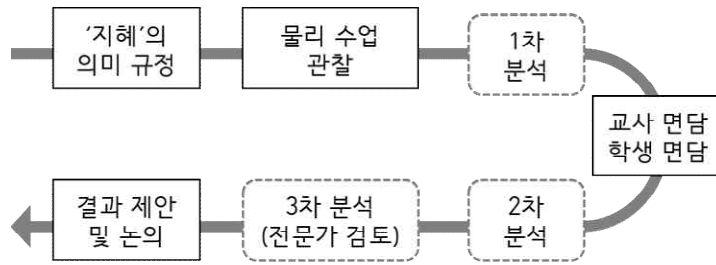 ‘지혜’의
의미 규정
물리 수업
관찰
1차
분석
교사 면담
학생 면담
2차
분석
3차 분석
(전문가 검토)
결과 제안
및 논의